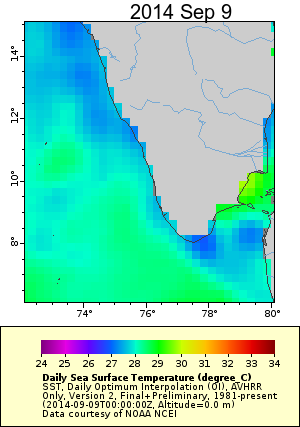 2014 Sep 9
14°
12°
10°
8°
74° 76° 78° 80°
24 25 26 27 28 29 30 31 32 33 34
Daily Sea Surface Temperature (degree_C)
SST, Daily Optimum Interpolation (OI), AVHRR
Only, Version 2, Final+Preliminary, 1981-present
(2014-09-09T00:00:00Z, Altitude=0.0 m)
Data courtesy of NOAA NCEI